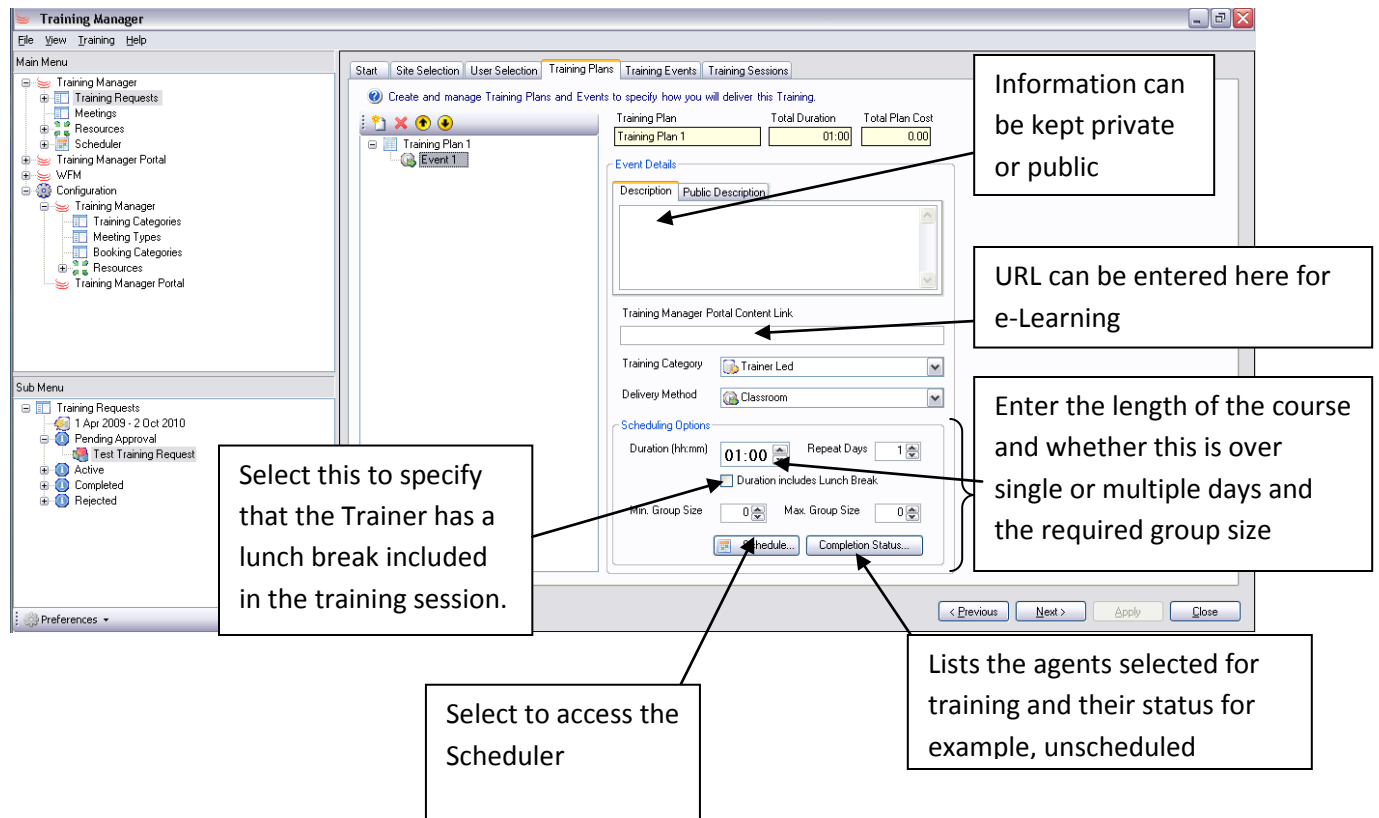 Training Manager
File View Training Help
Main Menu
Training Manager
Training Requests
Meetings
Resources
Scheduler
Training Manager Portal
WFM
Configuration
Training Manager
Training Categories
Meeting Types
Booking Categories
Resources
Training Manager Portal
Sub Menu
Training Requests
1 Apr 2009 - 2 Oct 2010
Pending Approval
Test Training Request
Active
Completed
Rejected
Preferences
Start Site Selection User Selection Training Plans Training Events Training Sessions
Create and manage Training Plans and Events to specify how you will deliver this Training.
Training Plan 1
Event 1
Training Plan Total Duration Total Plan Cost
Training Plan 1 01:00 0.00
Event Details
Description Public Description
Training Manager Portal Content Link
Training Category Trainer Led
Delivery Method Classroom
Scheduling Options
Duration (hh:mm) 01:00 Repeat Days 1
Duration includes Lunch Break
Min. Group Size 0 Max. Group Size 0
Schedule... Completion Status...
< Previous Next > Apply Close
Information can
be kept private
or public
URL can be entered here for
e-Learning
Enter the length of the course
and whether this is over
single or multiple days and
the required group size
Select this to specify
that the Trainer has a
lunch break included
in the training session.
Select to access the
Scheduler
Lists the agents selected for
training and their status for
example, unscheduled